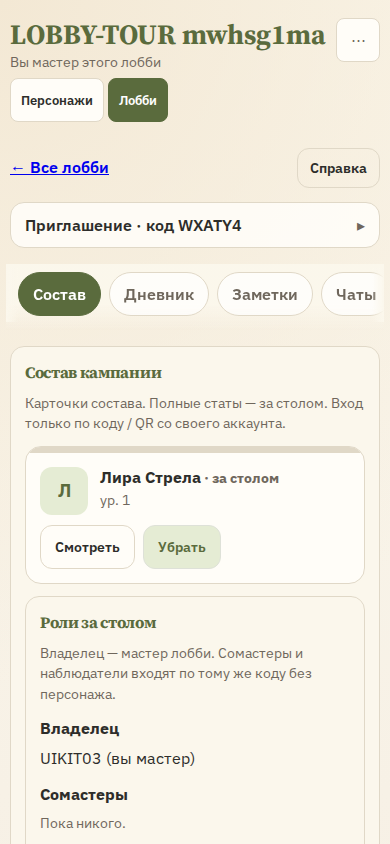 LOBBY-TOUR mwhsg1ma
...
Вы мастер этого лобби
Персонажи
Лобби
← Все лобби
Справка
Приглашение · код WXATY4
▸
Состав
Дневник
Заметки
Чаты
Состав кампании
Карточки состава. Полные статы — за столом. Вход
только по коду / QR со своего аккаунта.
Л
Лира Стрела · за столом
ур. 1
Смотреть
Убрать
Роли за столом
Владелец — мастер лобби. Сомастеры и
наблюдатели входят по тому же коду без
персонажа.
Владелец
UIKIT03 (вы мастер)
Сомастеры
Пока никого.